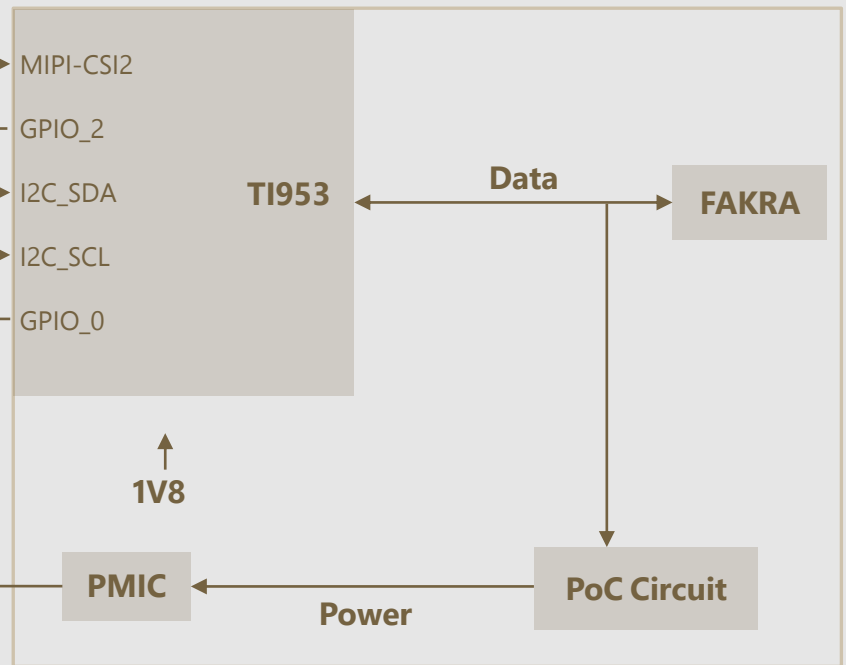 MIPI-CSI2
GPIO_2
I2C_SDA
TI953
Data
FAKRA
I2C_SCL
GPIO_0
1V8
PMIC
Power
PoC Circuit